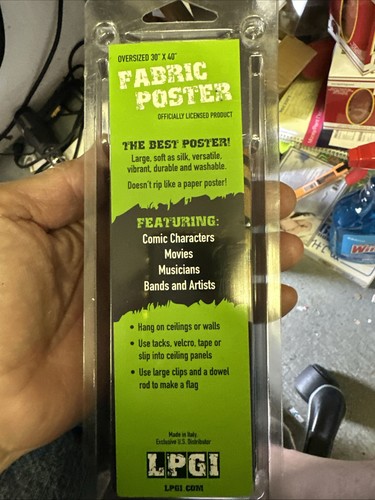 OVERSIZED 30" X 40"
FABRIC
POSTER
OFFICIALLY LICENSED PRODUCT
THE BEST POSTER!
Large, soft as silk, versatile,
vibrant, durable and washable.
Doesn't rip like a paper poster!
FEATURING:
Comic Characters
Movies
Musicians
Bands and Artists
• Hang on ceilings or walls
• Use tacks, velcro, tape or
slip into ceiling panels
• Use large clips and a dowel
rod to make a flag
Made in Italy.
Exclusive U.S. Distributor
LPGI
LPGI.COM